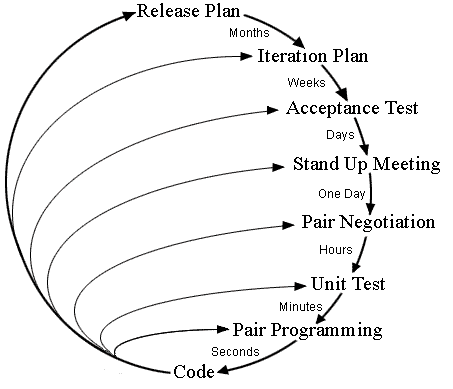 Release Plan
Months
Iteration Plan
Weeks
Acceptance Test
Days
Stand Up Meeting
One Day
Pair Negotiation
Hours
Unit Test
Minutes
Pair Programming
Seconds
Code